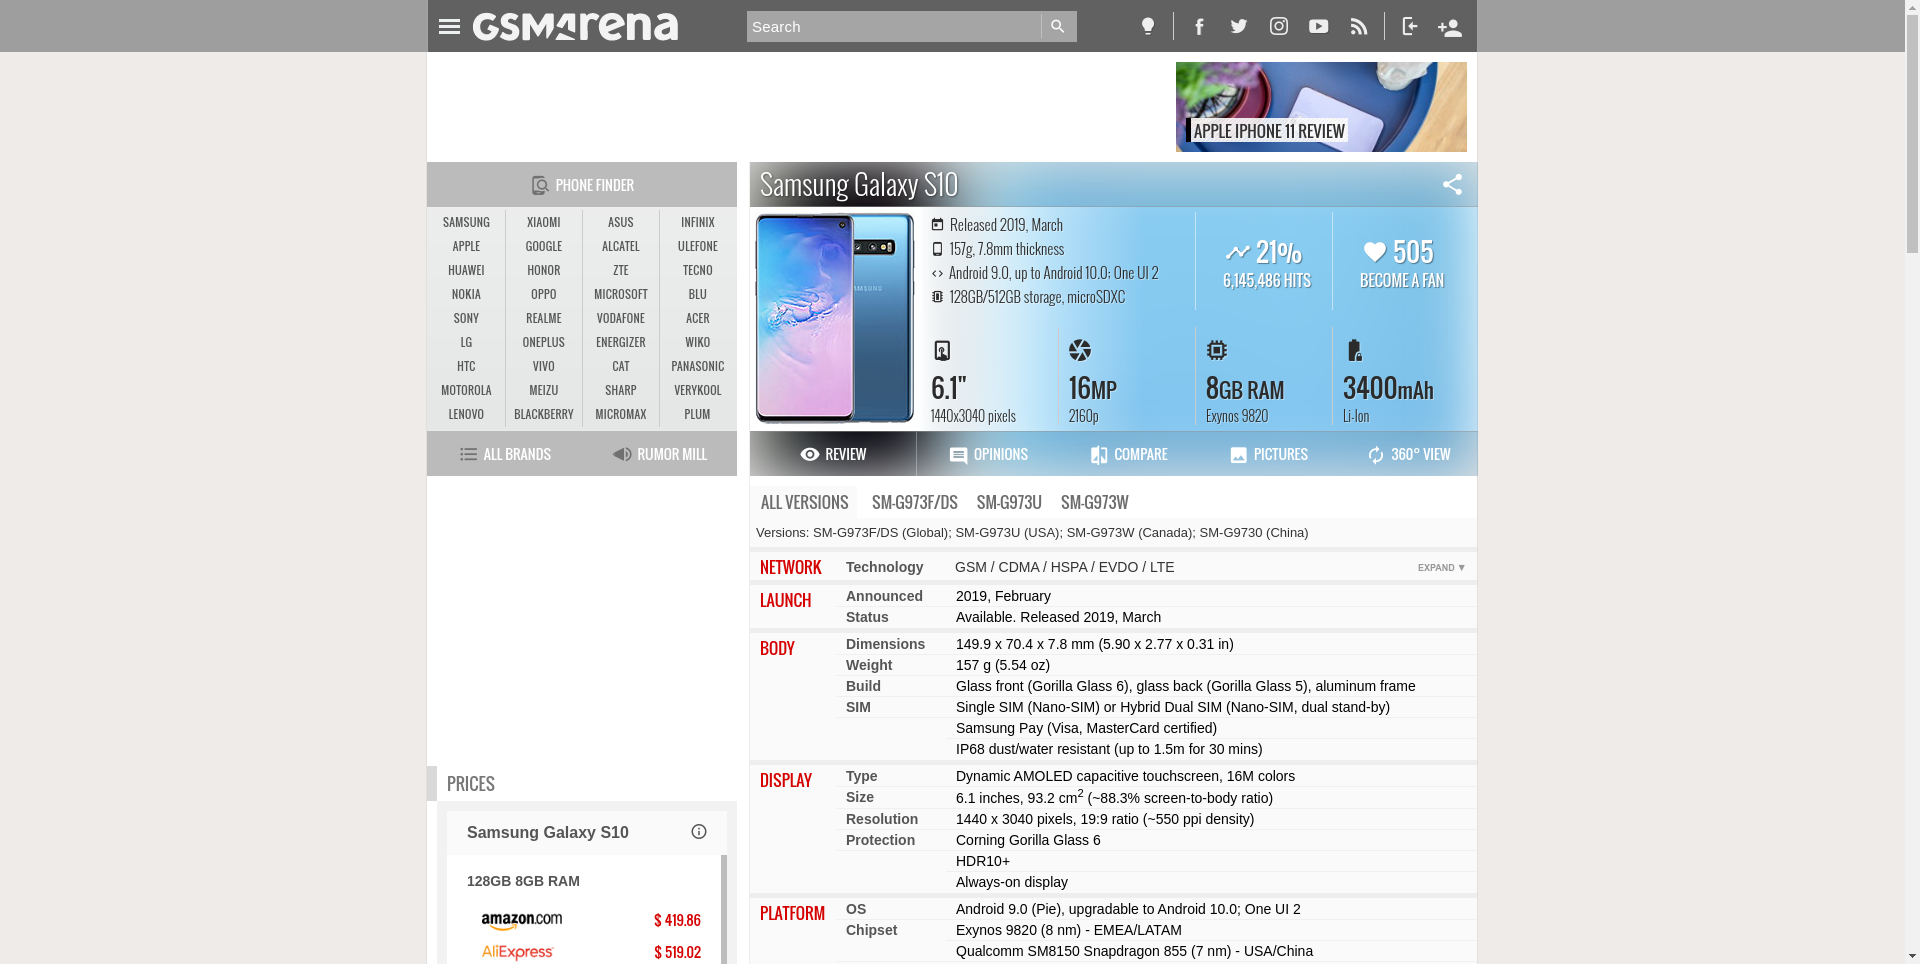 GSMArena
Search
APPLE IPHONE 11 REVIEW
PHONE FINDER
SAMSUNG XIAOMI ASUS INFINIX
APPLE GOOGLE ALCATEL ULEFONE
HUAWEI HONOR ZTE TECNO
NOKIA OPPO MICROSOFT BLU
SONY REALME VODAFONE ACER
LG ONEPLUS ENERGIZER WIKO
HTC VIVO CAT PANASONIC
MOTOROLA MEIZU SHARP VERYKOOL
LENOVO BLACKBERRY MICROMAX PLUM
ALL BRANDS RUMOR MILL
Samsung Galaxy S10
SAMSUNG
Released 2019, March
157g, 7.8mm thickness
Android 9.0, up to Android 10.0; One UI 2
128GB/512GB storage, microSDXC
21%
6,145,486 HITS
505
BECOME A FAN
6.1"
1440x3040 pixels
16MP
2160p
8GB RAM
Exynos 9820
3400mAh
Li-Ion
REVIEW OPINIONS COMPARE PICTURES 360° VIEW
ALL VERSIONS SM-G973F/DS SM-G973U SM-G973W
Versions: SM-G973F/DS (Global); SM-G973U (USA); SM-G973W (Canada); SM-G9730 (China)
NETWORK Technology GSM / CDMA / HSPA / EVDO / LTE EXPAND ▼
LAUNCH Announced 2019, February
Status Available. Released 2019, March
BODY Dimensions 149.9 x 70.4 x 7.8 mm (5.90 x 2.77 x 0.31 in)
Weight 157 g (5.54 oz)
Build Glass front (Gorilla Glass 6), glass back (Gorilla Glass 5), aluminum frame
SIM Single SIM (Nano-SIM) or Hybrid Dual SIM (Nano-SIM, dual stand-by)
Samsung Pay (Visa, MasterCard certified)
IP68 dust/water resistant (up to 1.5m for 30 mins)
DISPLAY Type Dynamic AMOLED capacitive touchscreen, 16M colors
Size 6.1 inches, 93.2 cm2 (~88.3% screen-to-body ratio)
Resolution 1440 x 3040 pixels, 19:9 ratio (~550 ppi density)
Protection Corning Gorilla Glass 6
HDR10+
Always-on display
PLATFORM OS Android 9.0 (Pie), upgradable to Android 10.0; One UI 2
Chipset Exynos 9820 (8 nm) - EMEA/LATAM
Qualcomm SM8150 Snapdragon 855 (7 nm) - USA/China
PRICES
Samsung Galaxy S10
128GB 8GB RAM
amazon.com $ 419.86
AliExpress $ 519.02